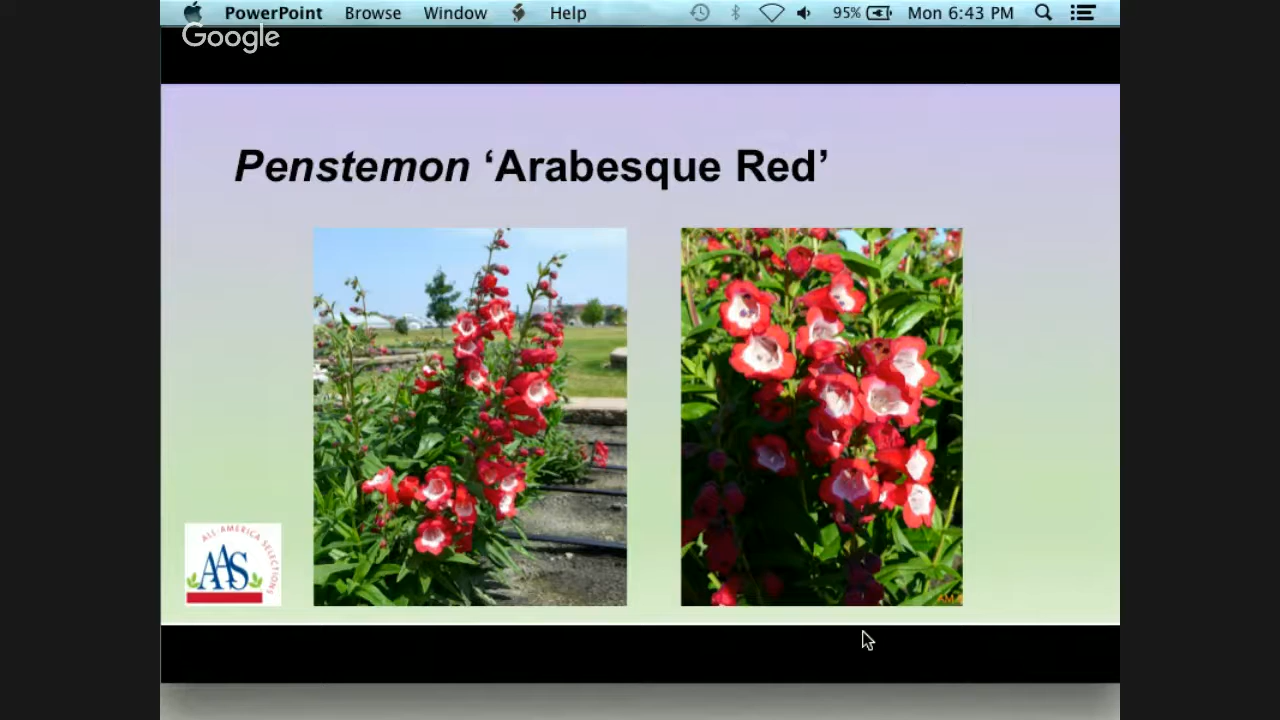 PowerPoint Browse Window Help 95% Mon 6:43 PM
Google
Penstemon ‘Arabesque Red’
ALL AMERICA SELECTIONS
AAS